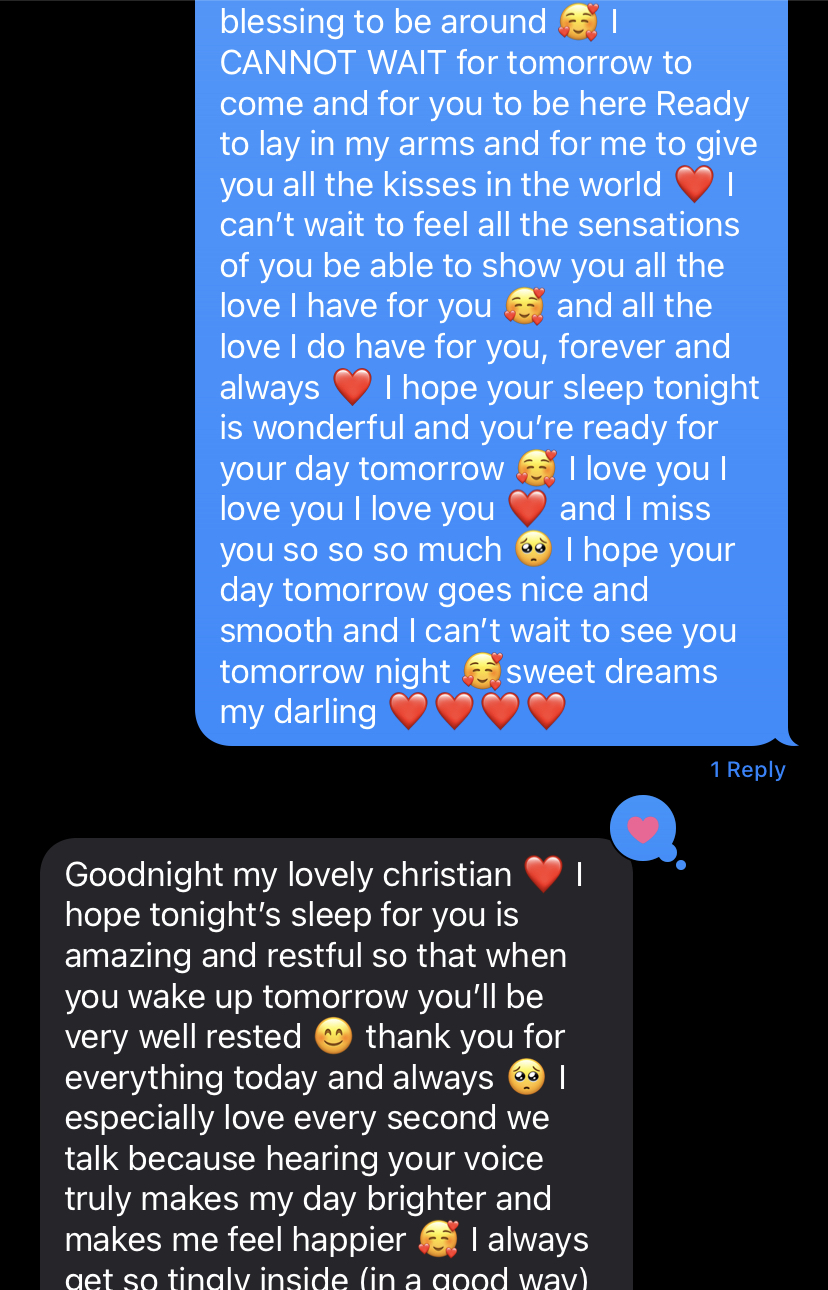 blessing to be around 🥰 I
CANNOT WAIT for tomorrow to
come and for you to be here Ready
to lay in my arms and for me to give
you all the kisses in the world ❤️ I
can’t wait to feel all the sensations
of you be able to show you all the
love I have for you 🥰 and all the
love I do have for you, forever and
always ❤️ I hope your sleep tonight
is wonderful and you’re ready for
your day tomorrow 🥰 I love you I
love you I love you ❤️ and I miss
you so so so much 🥺 I hope your
day tomorrow goes nice and
smooth and I can’t wait to see you
tomorrow night 🥰sweet dreams
my darling ❤️❤️❤️❤️
1 Reply
Goodnight my lovely christian ❤️ I
hope tonight’s sleep for you is
amazing and restful so that when
you wake up tomorrow you’ll be
very well rested 😊 thank you for
everything today and always 🥺 I
especially love every second we
talk because hearing your voice
truly makes my day brighter and
makes me feel happier 🥰 I always
get so tingly inside (in a good way)